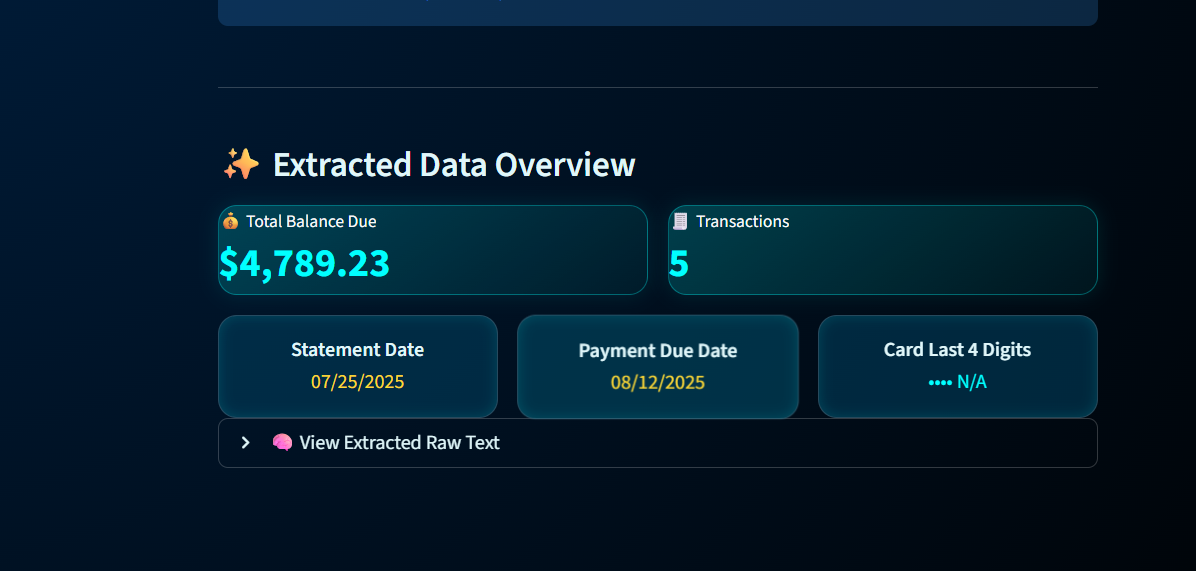 ✨ Extracted Data Overview
💰 Total Balance Due
$4,789.23
🧾 Transactions
5
Statement Date
07/25/2025
Payment Due Date
08/12/2025
Card Last 4 Digits
•••• N/A
🧠 View Extracted Raw Text